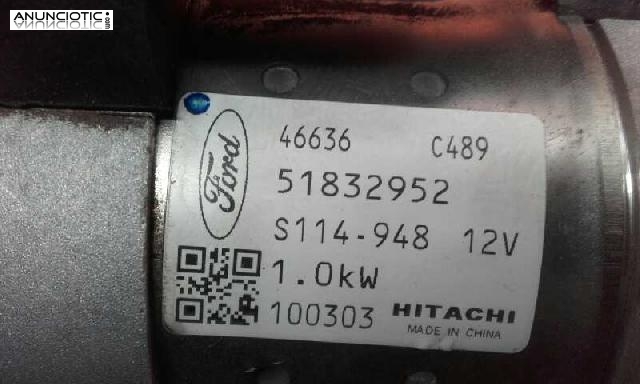 ANUNCIOTIC
.com
Ford
46636 C489
51832952
S114-948 12V
1.0kW
100303 HITACHI
MADE IN CHINA